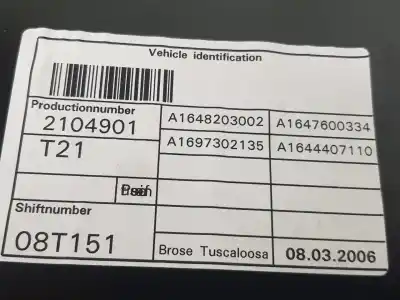 Vehicle identification
Productionnumber
2104901
A1648203002 A1647600334
T21
A1697302135 A1644407110
Shiftnumber
08T151
Brose Tuscaloosa 08.03.2006